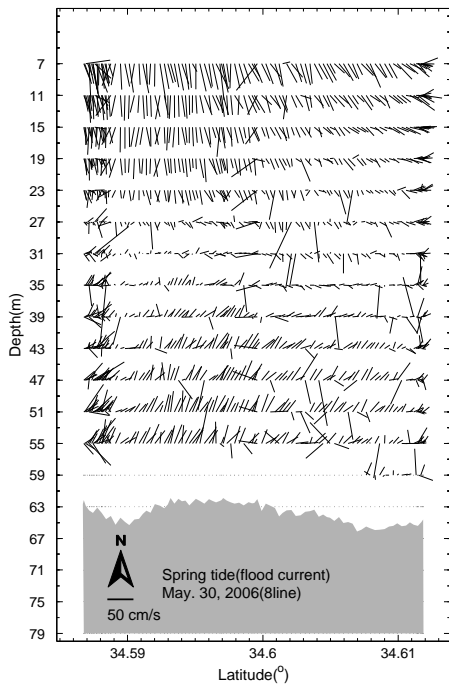 7
11
15
19
23
27
31
35
39
43
47
51
55
59
63
67
71
75
79
Depth(m)
N
50 cm/s
Spring tide(flood current)
May. 30, 2006(8line)
34.59 34.6 34.61
Latitude(°)